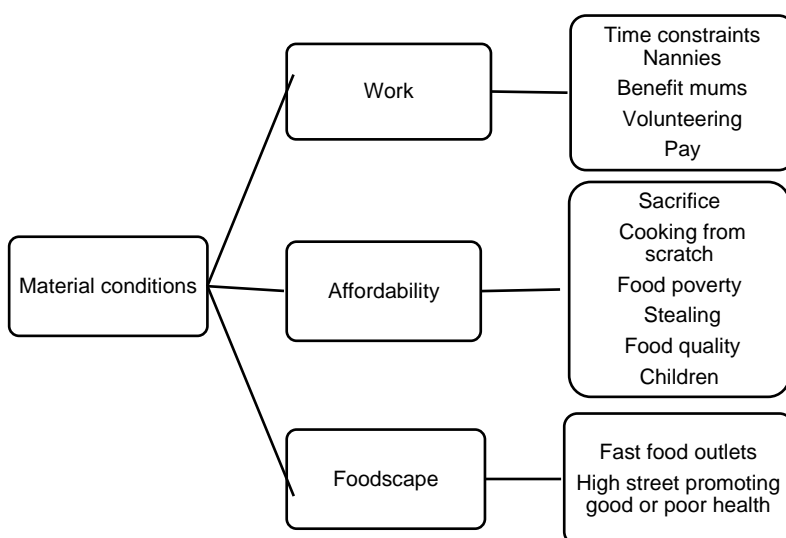 Material conditions
Work
Time constraints
Nannies
Benefit mums
Volunteering
Pay
Affordability
Sacrifice
Cooking from
scratch
Food poverty
Stealing
Food quality
Children
Foodscape
Fast food outlets
High street promoting
good or poor health